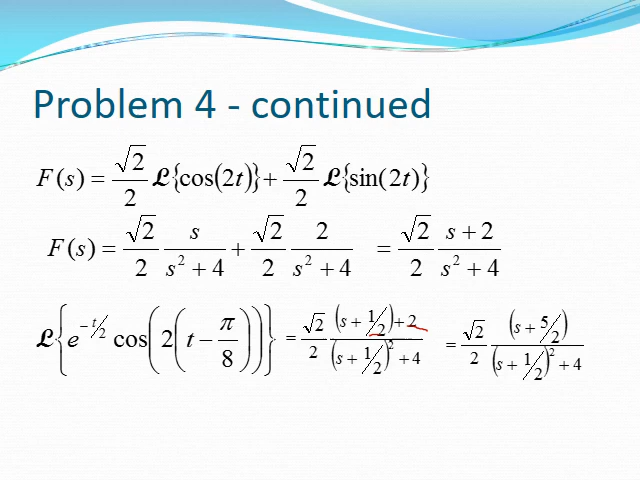 Problem 4 - continued
F(s) = √2/2 ℒ{cos(2t)} + √2/2 ℒ{sin(2t)}
F(s) = √2/2 s/(s² + 4) + √2/2 2/(s² + 4) = √2/2 (s + 2)/(s² + 4)
ℒ{e^(−t/2) cos(2(t − π/8))} = √2/2 ((s + 1/2) + 2)/((s + 1/2)² + 4) = √2/2 (s + 5/2)/((s + 1/2)² + 4)